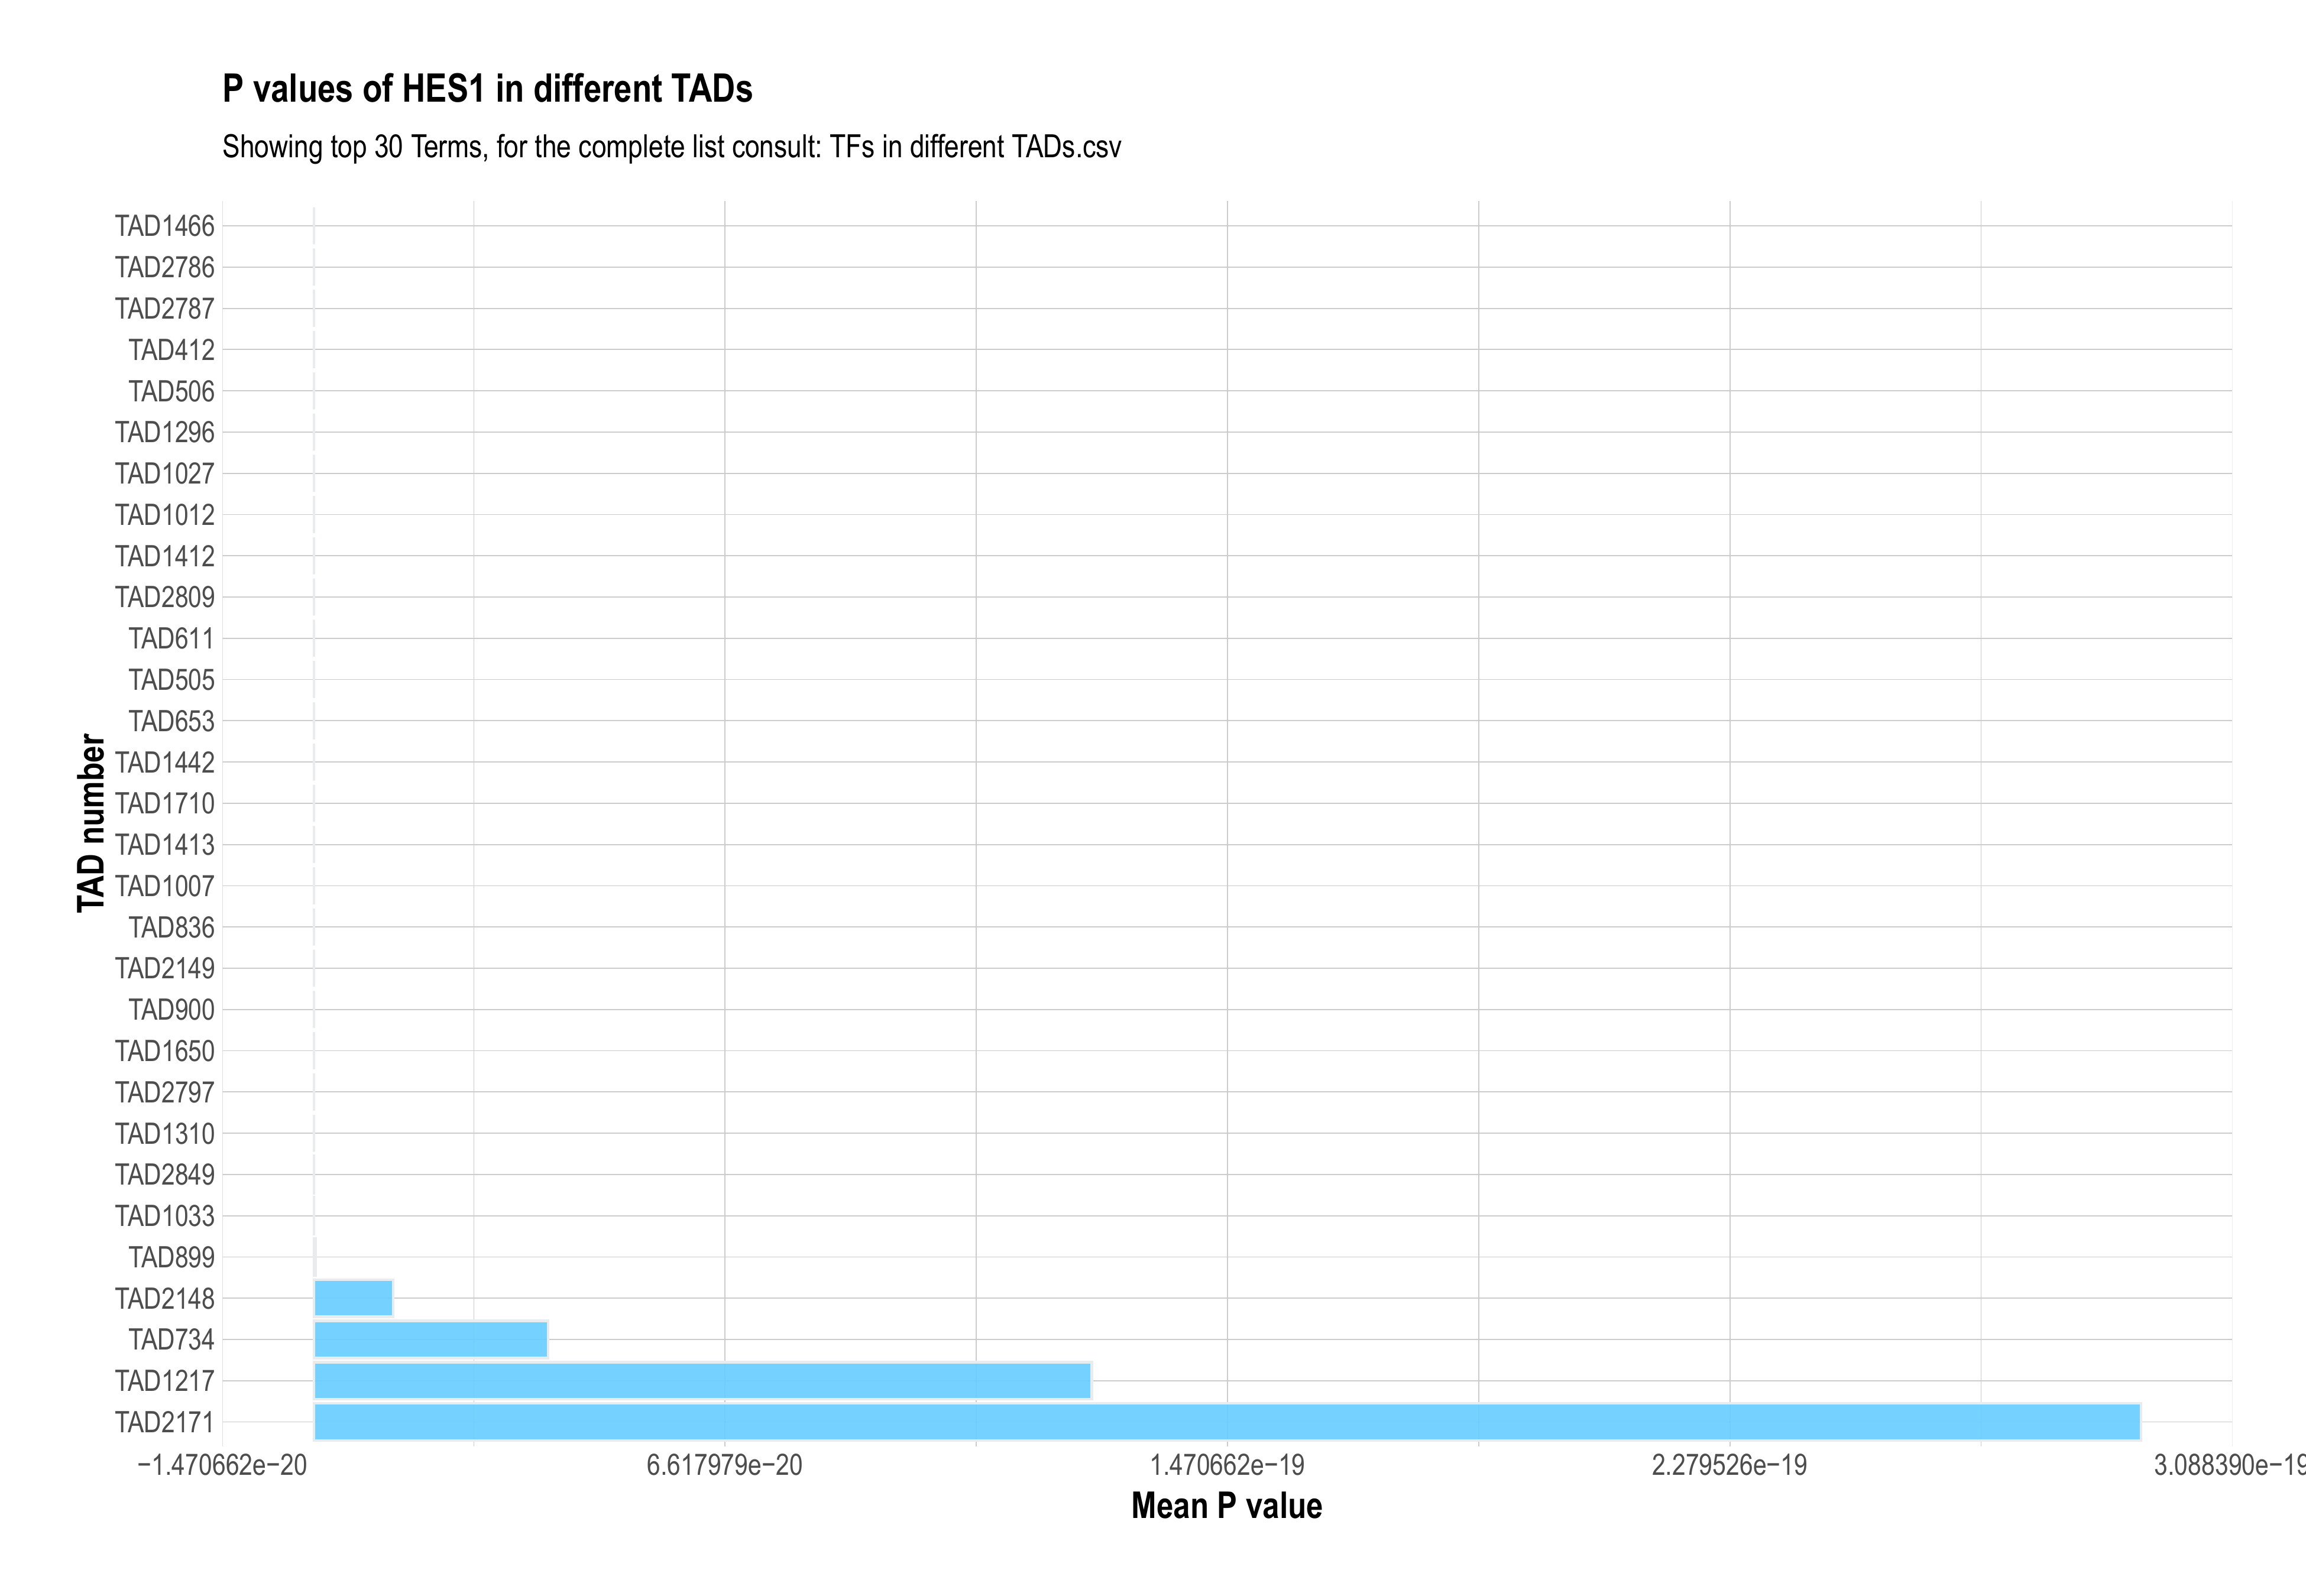 P values of HES1 in different TADs
Showing top 30 Terms, for the complete list consult: TFs in different TADs.csv
TAD number
TAD1466
TAD2786
TAD2787
TAD412
TAD506
TAD1296
TAD1027
TAD1012
TAD1412
TAD2809
TAD611
TAD505
TAD653
TAD1442
TAD1710
TAD1413
TAD1007
TAD836
TAD2149
TAD900
TAD1650
TAD2797
TAD1310
TAD2849
TAD1033
TAD899
TAD2148
TAD734
TAD1217
TAD2171
−1.470662e−20 6.617979e−20 1.470662e−19 2.279526e−19 3.088390e−19
Mean P value